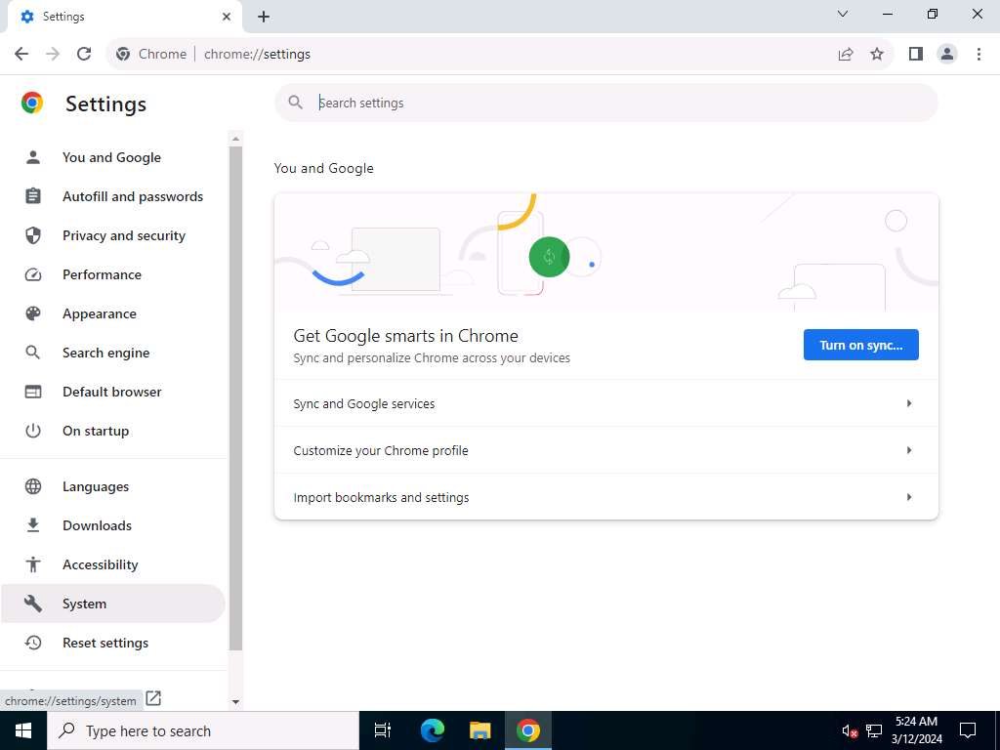 Settings
Chrome
chrome://settings
Settings
Search settings
You and Google
Autofill and passwords
Privacy and security
Performance
Appearance
Search engine
Default browser
On startup
Languages
Downloads
Accessibility
System
Reset settings
chrome://settings/system
You and Google
Get Google smarts in Chrome
Sync and personalize Chrome across your devices
Turn on sync...
Sync and Google services
Customize your Chrome profile
Import bookmarks and settings
Type here to search
5:24 AM
3/12/2024